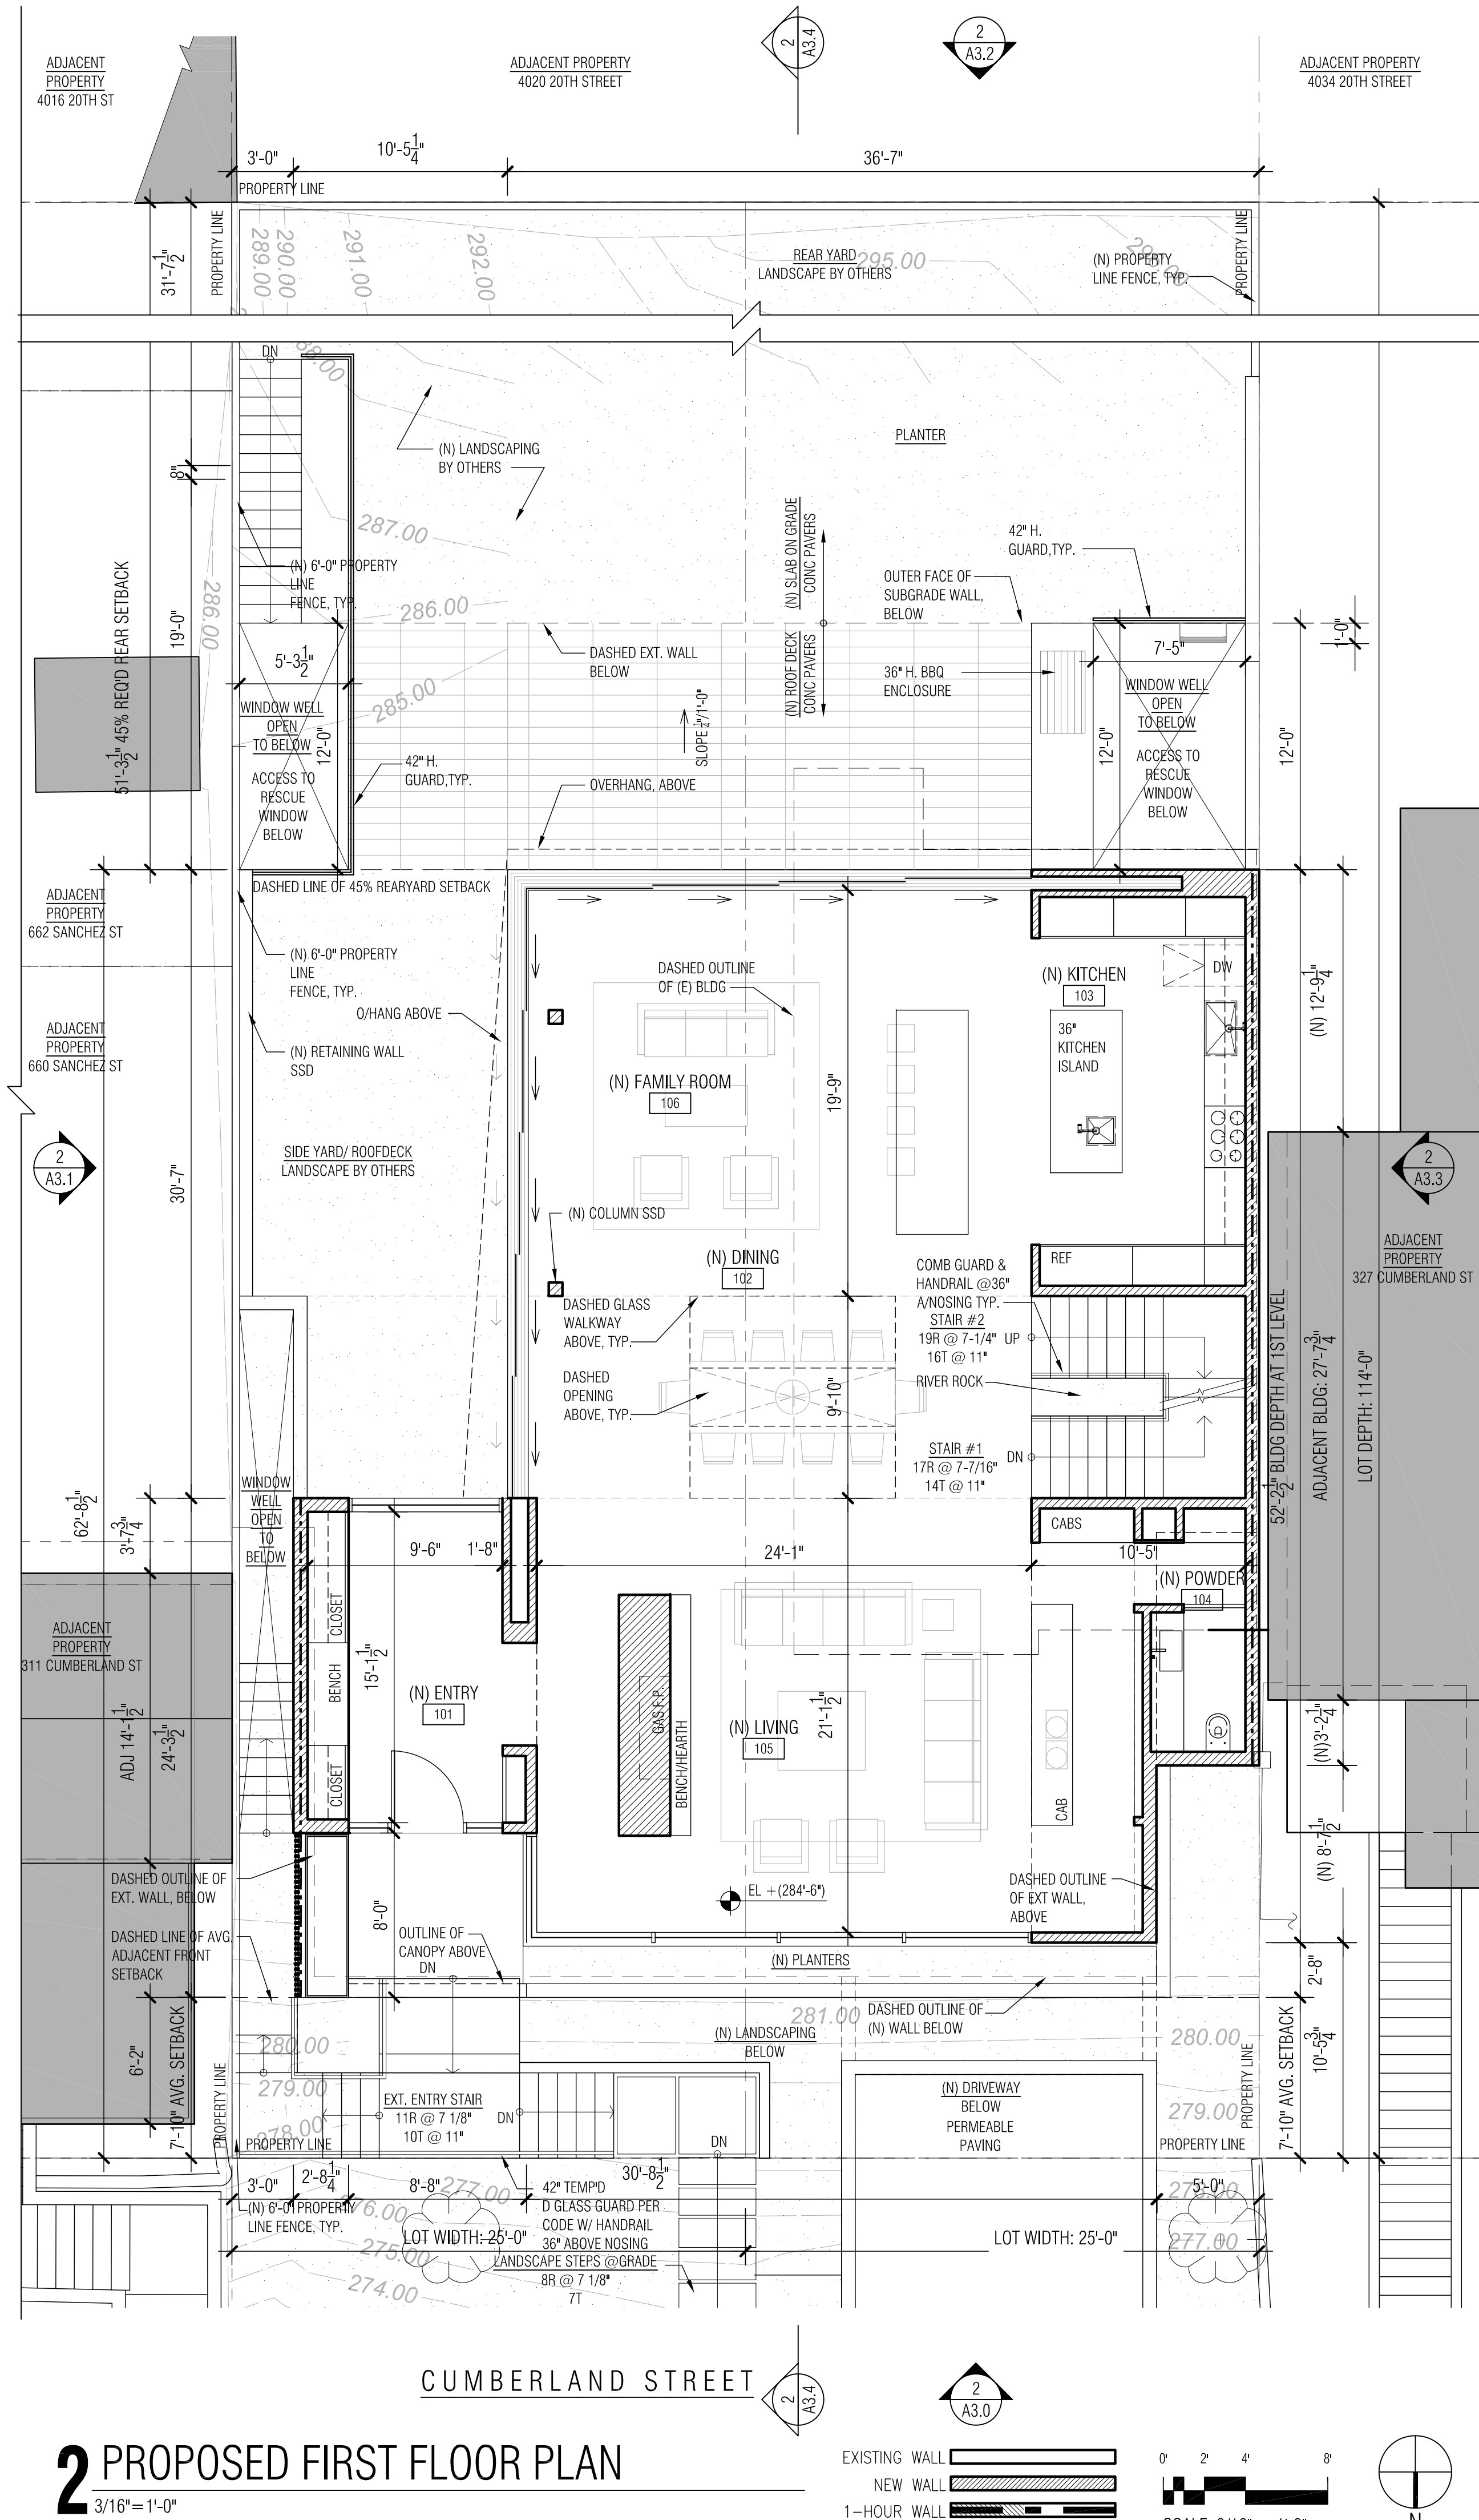 ADJACENT
PROPERTY
4016 20TH ST
ADJACENT PROPERTY
4020 20TH STREET
2
A3.4
2
A3.2
ADJACENT PROPERTY
4034 20TH STREET
3'-0"
10'-5 1/4"
36'-7"
PROPERTY LINE
PROPERTY LINE
31'-7 1/2"
289.00
290.00
291.00
292.00
REAR YARD
LANDSCAPE BY OTHERS
295.00
(N) PROPERTY
LINE FENCE, TYP.
PROPERTY LINE
DN
(N) LANDSCAPING
BY OTHERS
PLANTER
8"
287.00
(N) 6'-0" PROPERTY
LINE
FENCE, TYP.
286.00
286.00
(N) SLAB ON GRADE
CONC PAVERS
42" H.
GUARD,TYP.
OUTER FACE OF
SUBGRADE WALL,
BELOW
51'-3 1/2" 45% REQ'D REAR SETBACK
19'-0"
5'-3 1/2"
DASHED EXT. WALL
BELOW
(N) ROOF DECK
CONC PAVERS
36" H. BBQ
ENCLOSURE
7'-5"
1'-0"
285.00
WINDOW WELL
OPEN
TO BELOW
12'-0"
ACCESS TO
RESCUE
WINDOW
BELOW
SLOPE 1/4"/1'-0"
42" H.
GUARD,TYP.
OVERHANG, ABOVE
WINDOW WELL
OPEN
TO BELOW
12'-0"
ACCESS TO
RESCUE
WINDOW
BELOW
12'-0"
DASHED LINE OF 45% REARYARD SETBACK
ADJACENT
PROPERTY
662 SANCHEZ ST
(N) 6'-0" PROPERTY
LINE
FENCE, TYP.
O/HANG ABOVE
DASHED OUTLINE
OF (E) BLDG
(N) KITCHEN
103
DW
36"
KITCHEN
ISLAND
(N) 12'-9 1/4"
ADJACENT
PROPERTY
660 SANCHEZ ST
(N) RETAINING WALL
SSD
(N) FAMILY ROOM
106
19'-9"
2
A3.1
SIDE YARD/ ROOFDECK
LANDSCAPE BY OTHERS
30'-7"
2
A3.3
(N) COLUMN SSD
(N) DINING
102
REF
ADJACENT
PROPERTY
327 CUMBERLAND ST
COMB GUARD &
HANDRAIL @36"
A/NOSING TYP.
DASHED GLASS
WALKWAY
ABOVE, TYP.
STAIR #2
19R @ 7-1/4" UP
16T @ 11"
RIVER ROCK
DASHED
OPENING
ABOVE, TYP.
9'-10"
STAIR #1
17R @ 7-7/16" DN
14T @ 11"
52'-2 1/2" BLDG DEPTH AT 1ST LEVEL
ADJACENT BLDG: 27'-7 3/4"
LOT DEPTH: 114'-0"
62'-8 1/2"
3'-7 3/4"
WINDOW
WELL
OPEN
TO
BELOW
CABS
9'-6"
1'-8"
24'-1"
10'-5"
(N) POWDER
104
ADJACENT
PROPERTY
311 CUMBERLAND ST
CLOSET
BENCH
CLOSET
15'-1 1/2"
(N) ENTRY
101
GAS F.P.
BENCH/HEARTH
(N) LIVING
105
21'-1 1/2"
CAB
ADJ 14'-1 1/2"
24'-3 1/2"
(N)3'-2 1/4"
(N) 8'-7 1/2"
DASHED OUTLINE OF
EXT. WALL, BELOW
EL +(284'-6")
DASHED OUTLINE
OF EXT WALL,
ABOVE
DASHED LINE OF AVG.
ADJACENT FRONT
SETBACK
8'-0"
OUTLINE OF
CANOPY ABOVE
DN
(N) PLANTERS
2'-8"
281.00
DASHED OUTLINE OF
(N) WALL BELOW
(N) LANDSCAPING
BELOW
280.00
280.00
6'-2"
7'-10" AVG. SETBACK
PROPERTY LINE
279.00
278.00
EXT. ENTRY STAIR
11R @ 7 1/8" DN
10T @ 11"
(N) DRIVEWAY
BELOW
PERMEABLE
PAVING
279.00
PROPERTY LINE
7'-10" AVG. SETBACK
10'-5 3/4"
PROPERTY LINE
DN
PROPERTY LINE
3'-0"
2'-8 1/4"
8'-8"
277.00
30'-8 1/2"
5'-0"
(N) 6'-0" PROPERTY
LINE FENCE, TYP.
276.00
42" TEMP'D
D GLASS GUARD PER
CODE W/ HANDRAIL
36" ABOVE NOSING
LOT WIDTH: 25'-0"
LOT WIDTH: 25'-0"
277.00
275.00
274.00
LANDSCAPE STEPS @GRADE
8R @ 7 1/8"
7T
CUMBERLAND STREET
2
A3.4
2
A3.0
2 PROPOSED FIRST FLOOR PLAN
3/16"=1'-0"
EXISTING WALL
NEW WALL
1-HOUR WALL
0' 2' 4' 8'